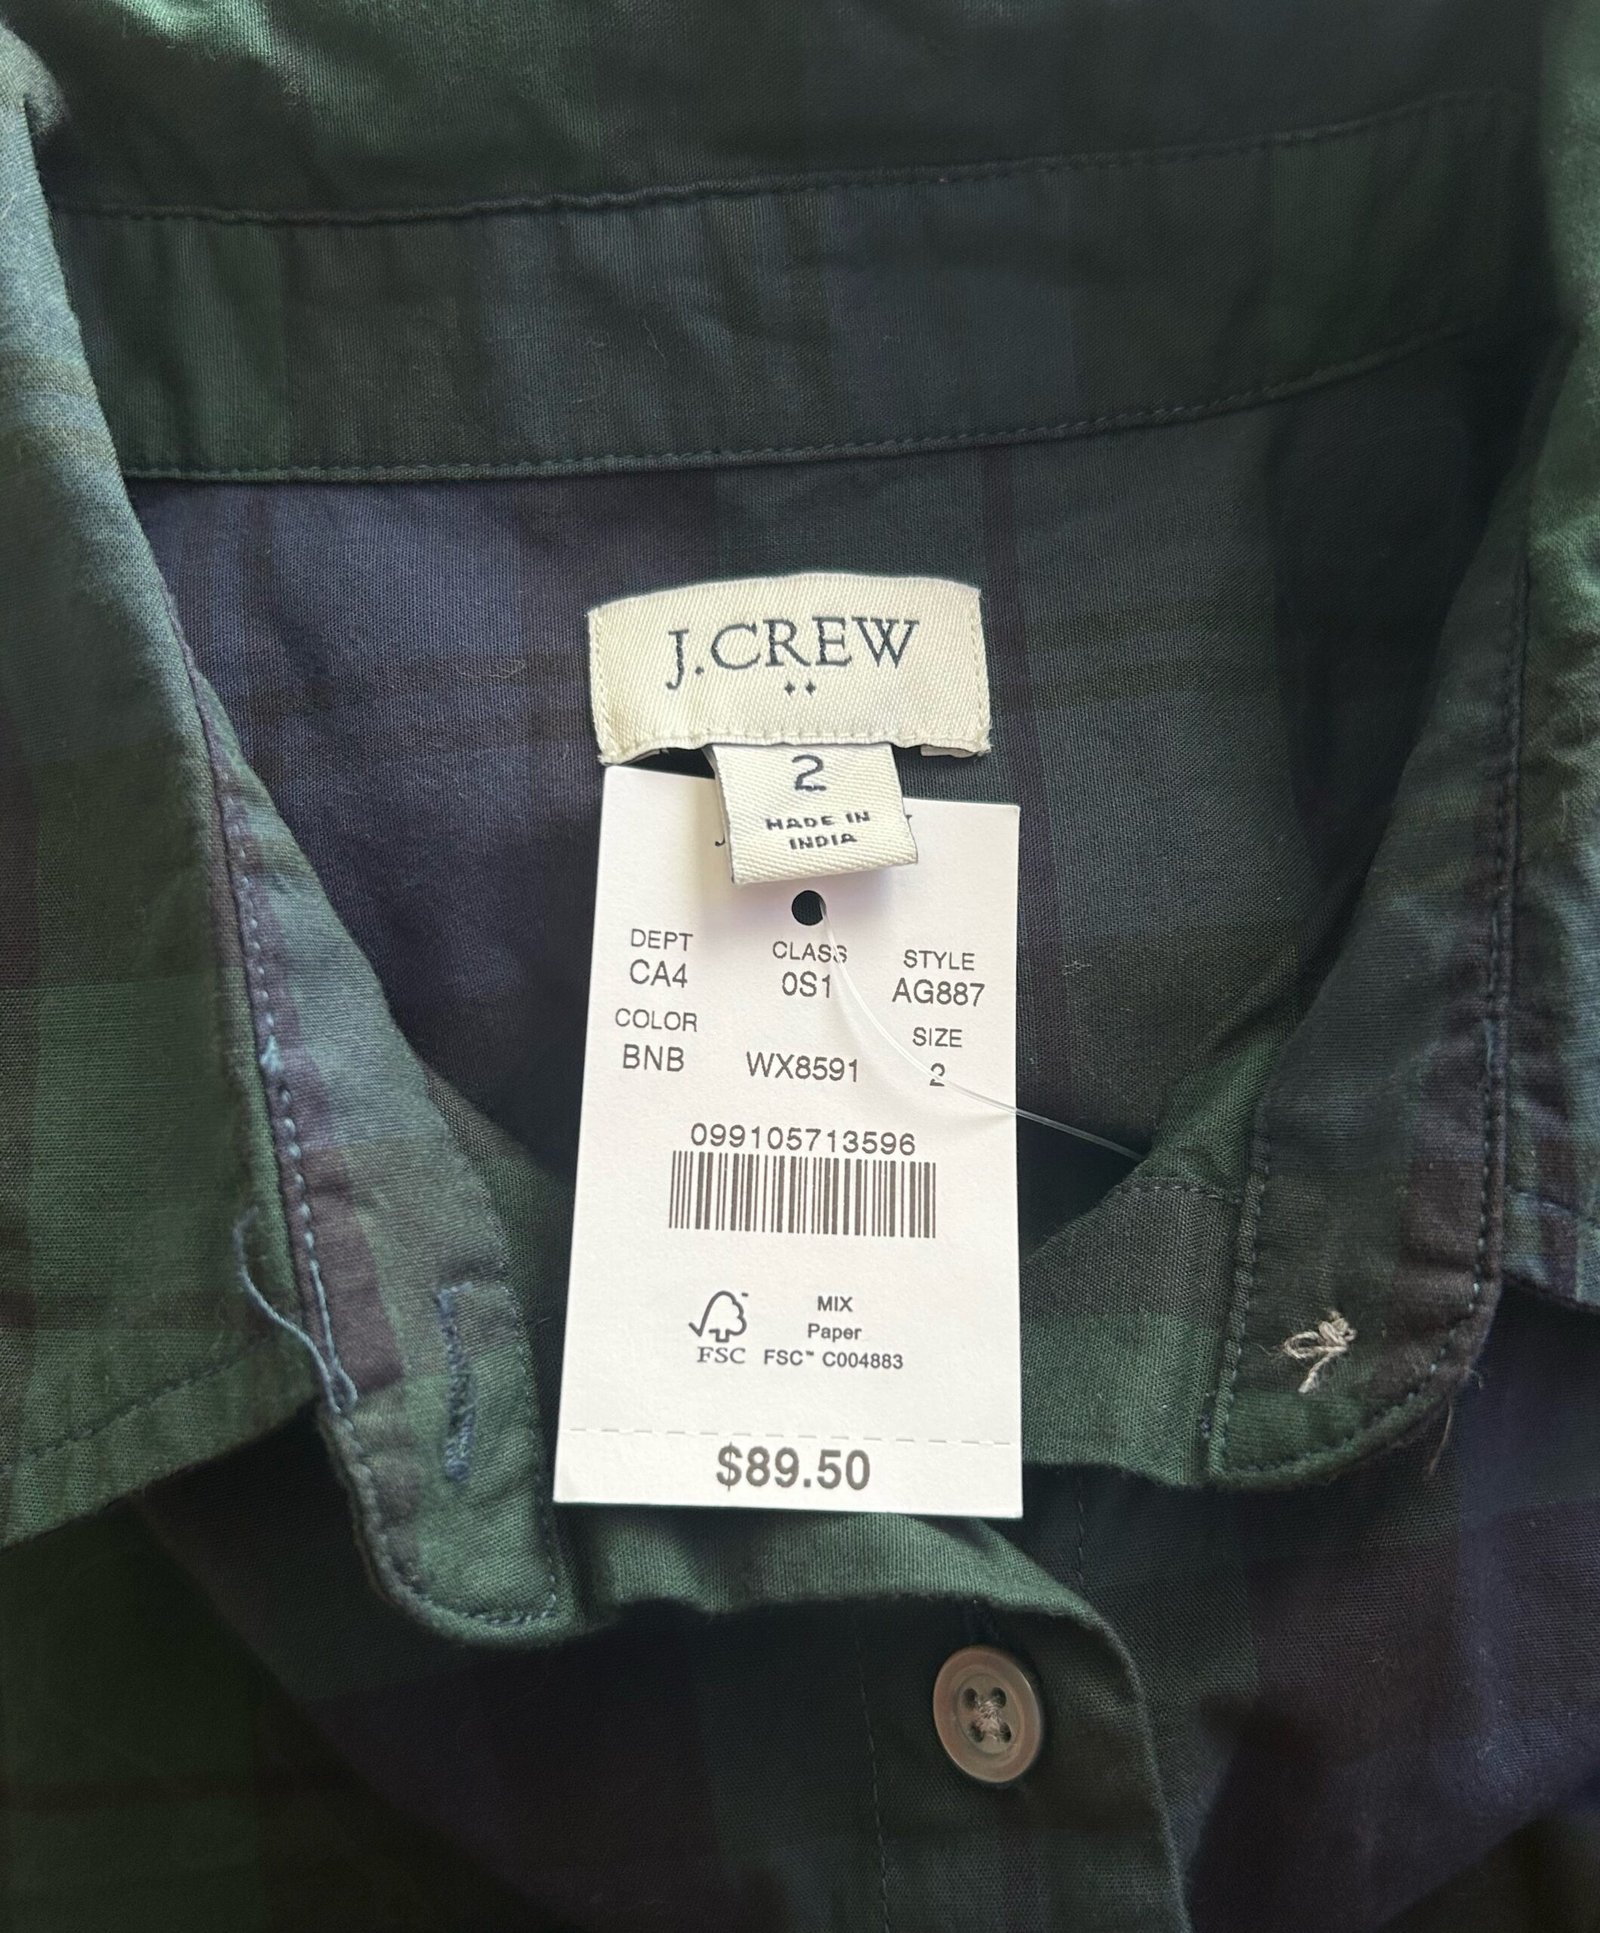 J.CREW
2
MADE IN
INDIA
DEPT CLASS STYLE
CA4 0S1 AG887
COLOR SIZE
BNB WX8591 2
099105713596
MIX
Paper
FSC FSC™ C004883
$89.50